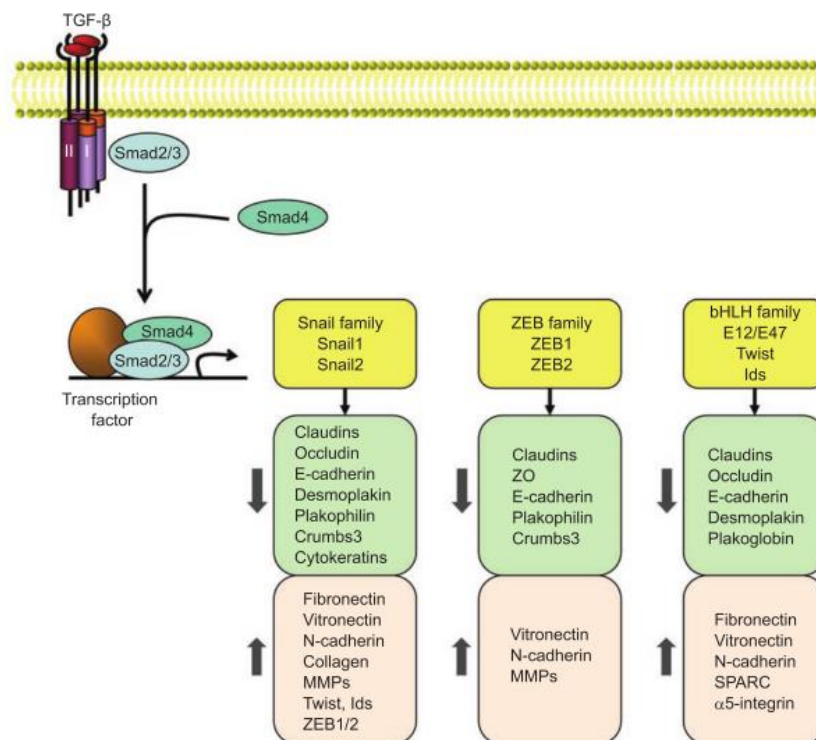 TGF-β
II
I
Smad2/3
Smad4
Smad4
Smad2/3
Transcription
factor
Snail family
Snail1
Snail2
Claudins
Occludin
E-cadherin
Desmoplakin
Plakophilin
Crumbs3
Cytokeratins
Fibronectin
Vitronectin
N-cadherin
Collagen
MMPs
Twist, Ids
ZEB1/2
ZEB family
ZEB1
ZEB2
Claudins
ZO
E-cadherin
Plakophilin
Crumbs3
Vitronectin
N-cadherin
MMPs
bHLH family
E12/E47
Twist
Ids
Claudins
Occludin
E-cadherin
Desmoplakin
Plakoglobin
Fibronectin
Vitronectin
N-cadherin
SPARC
α5-integrin